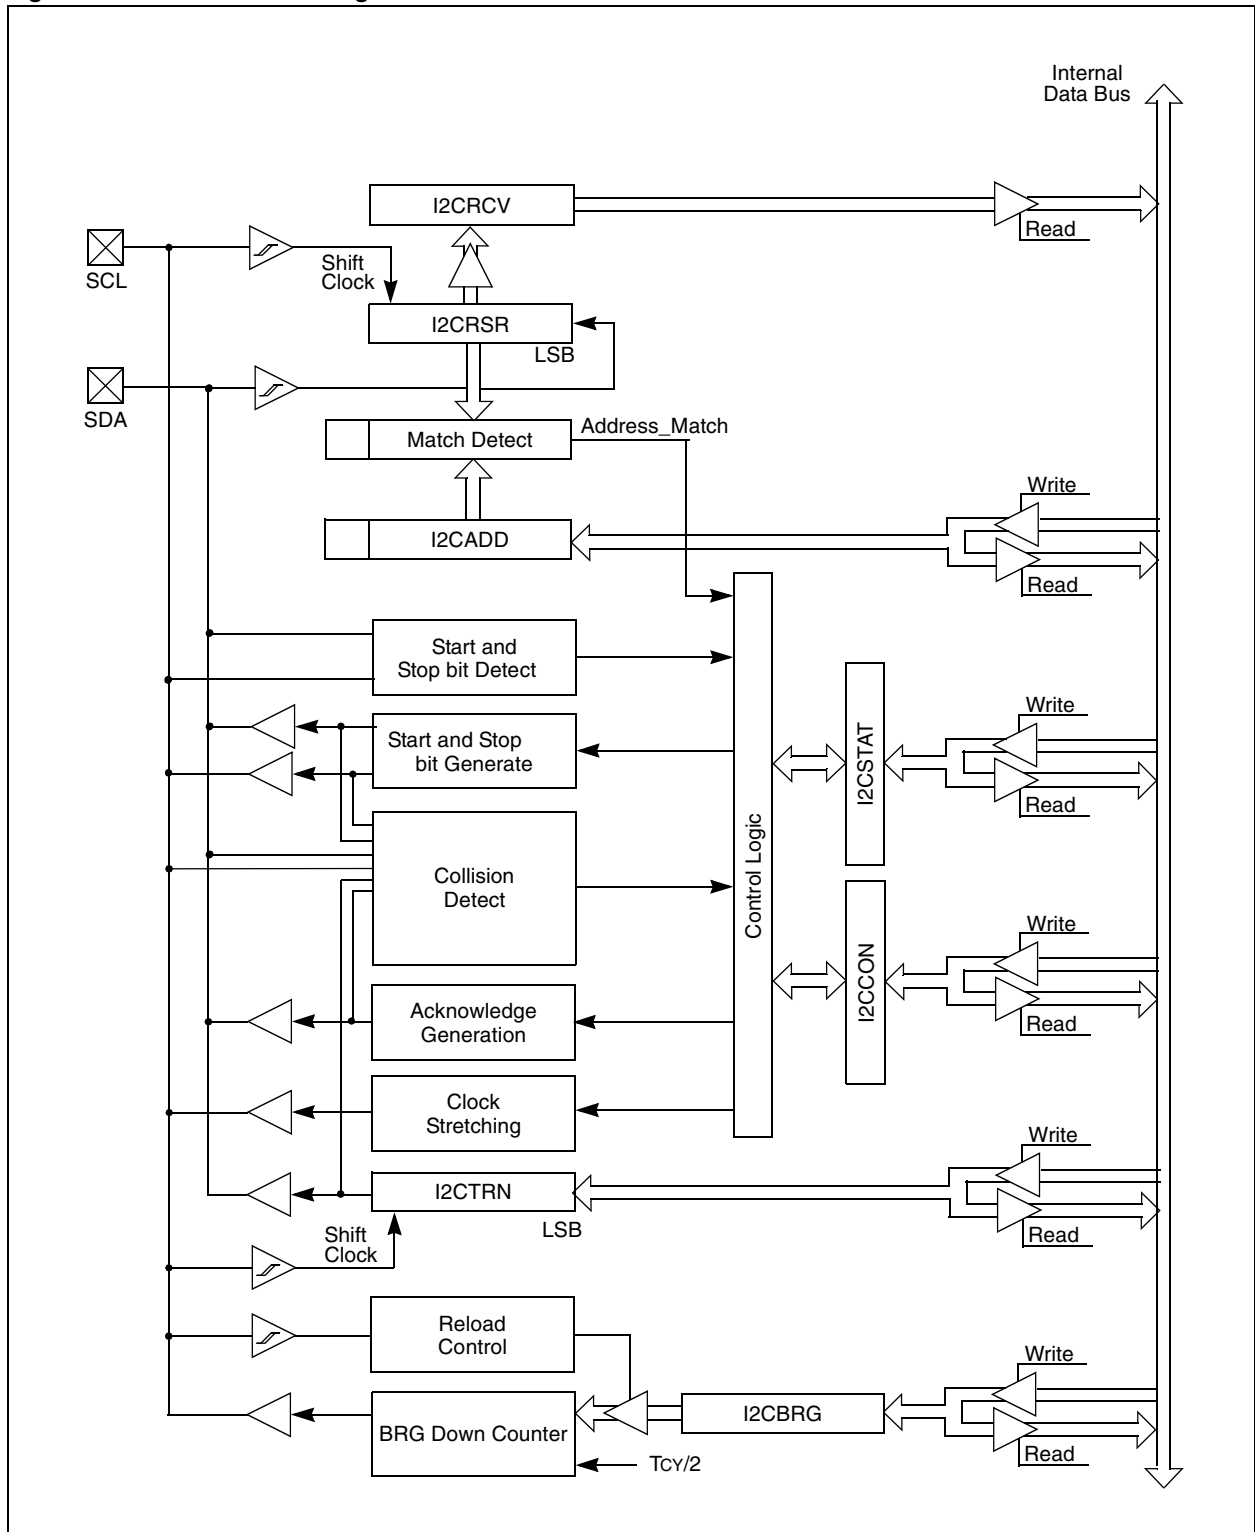 Internal
Data Bus
I2CRCV
Read
SCL
Shift
Clock
I2CRSR
LSB
SDA
Address_Match
Match Detect
Write
I2CADD
Read
Start and
Stop bit Detect
Write
Start and Stop
bit Generate
I2CSTAT
Read
Control Logic
Collision
Detect
Write
I2CCON
Acknowledge
Generation
Read
Clock
Stretching
Write
I2CTRN
LSB
Shift
Clock
Read
Reload
Control
Write
I2CBRG
BRG Down Counter
Read
TCY/2